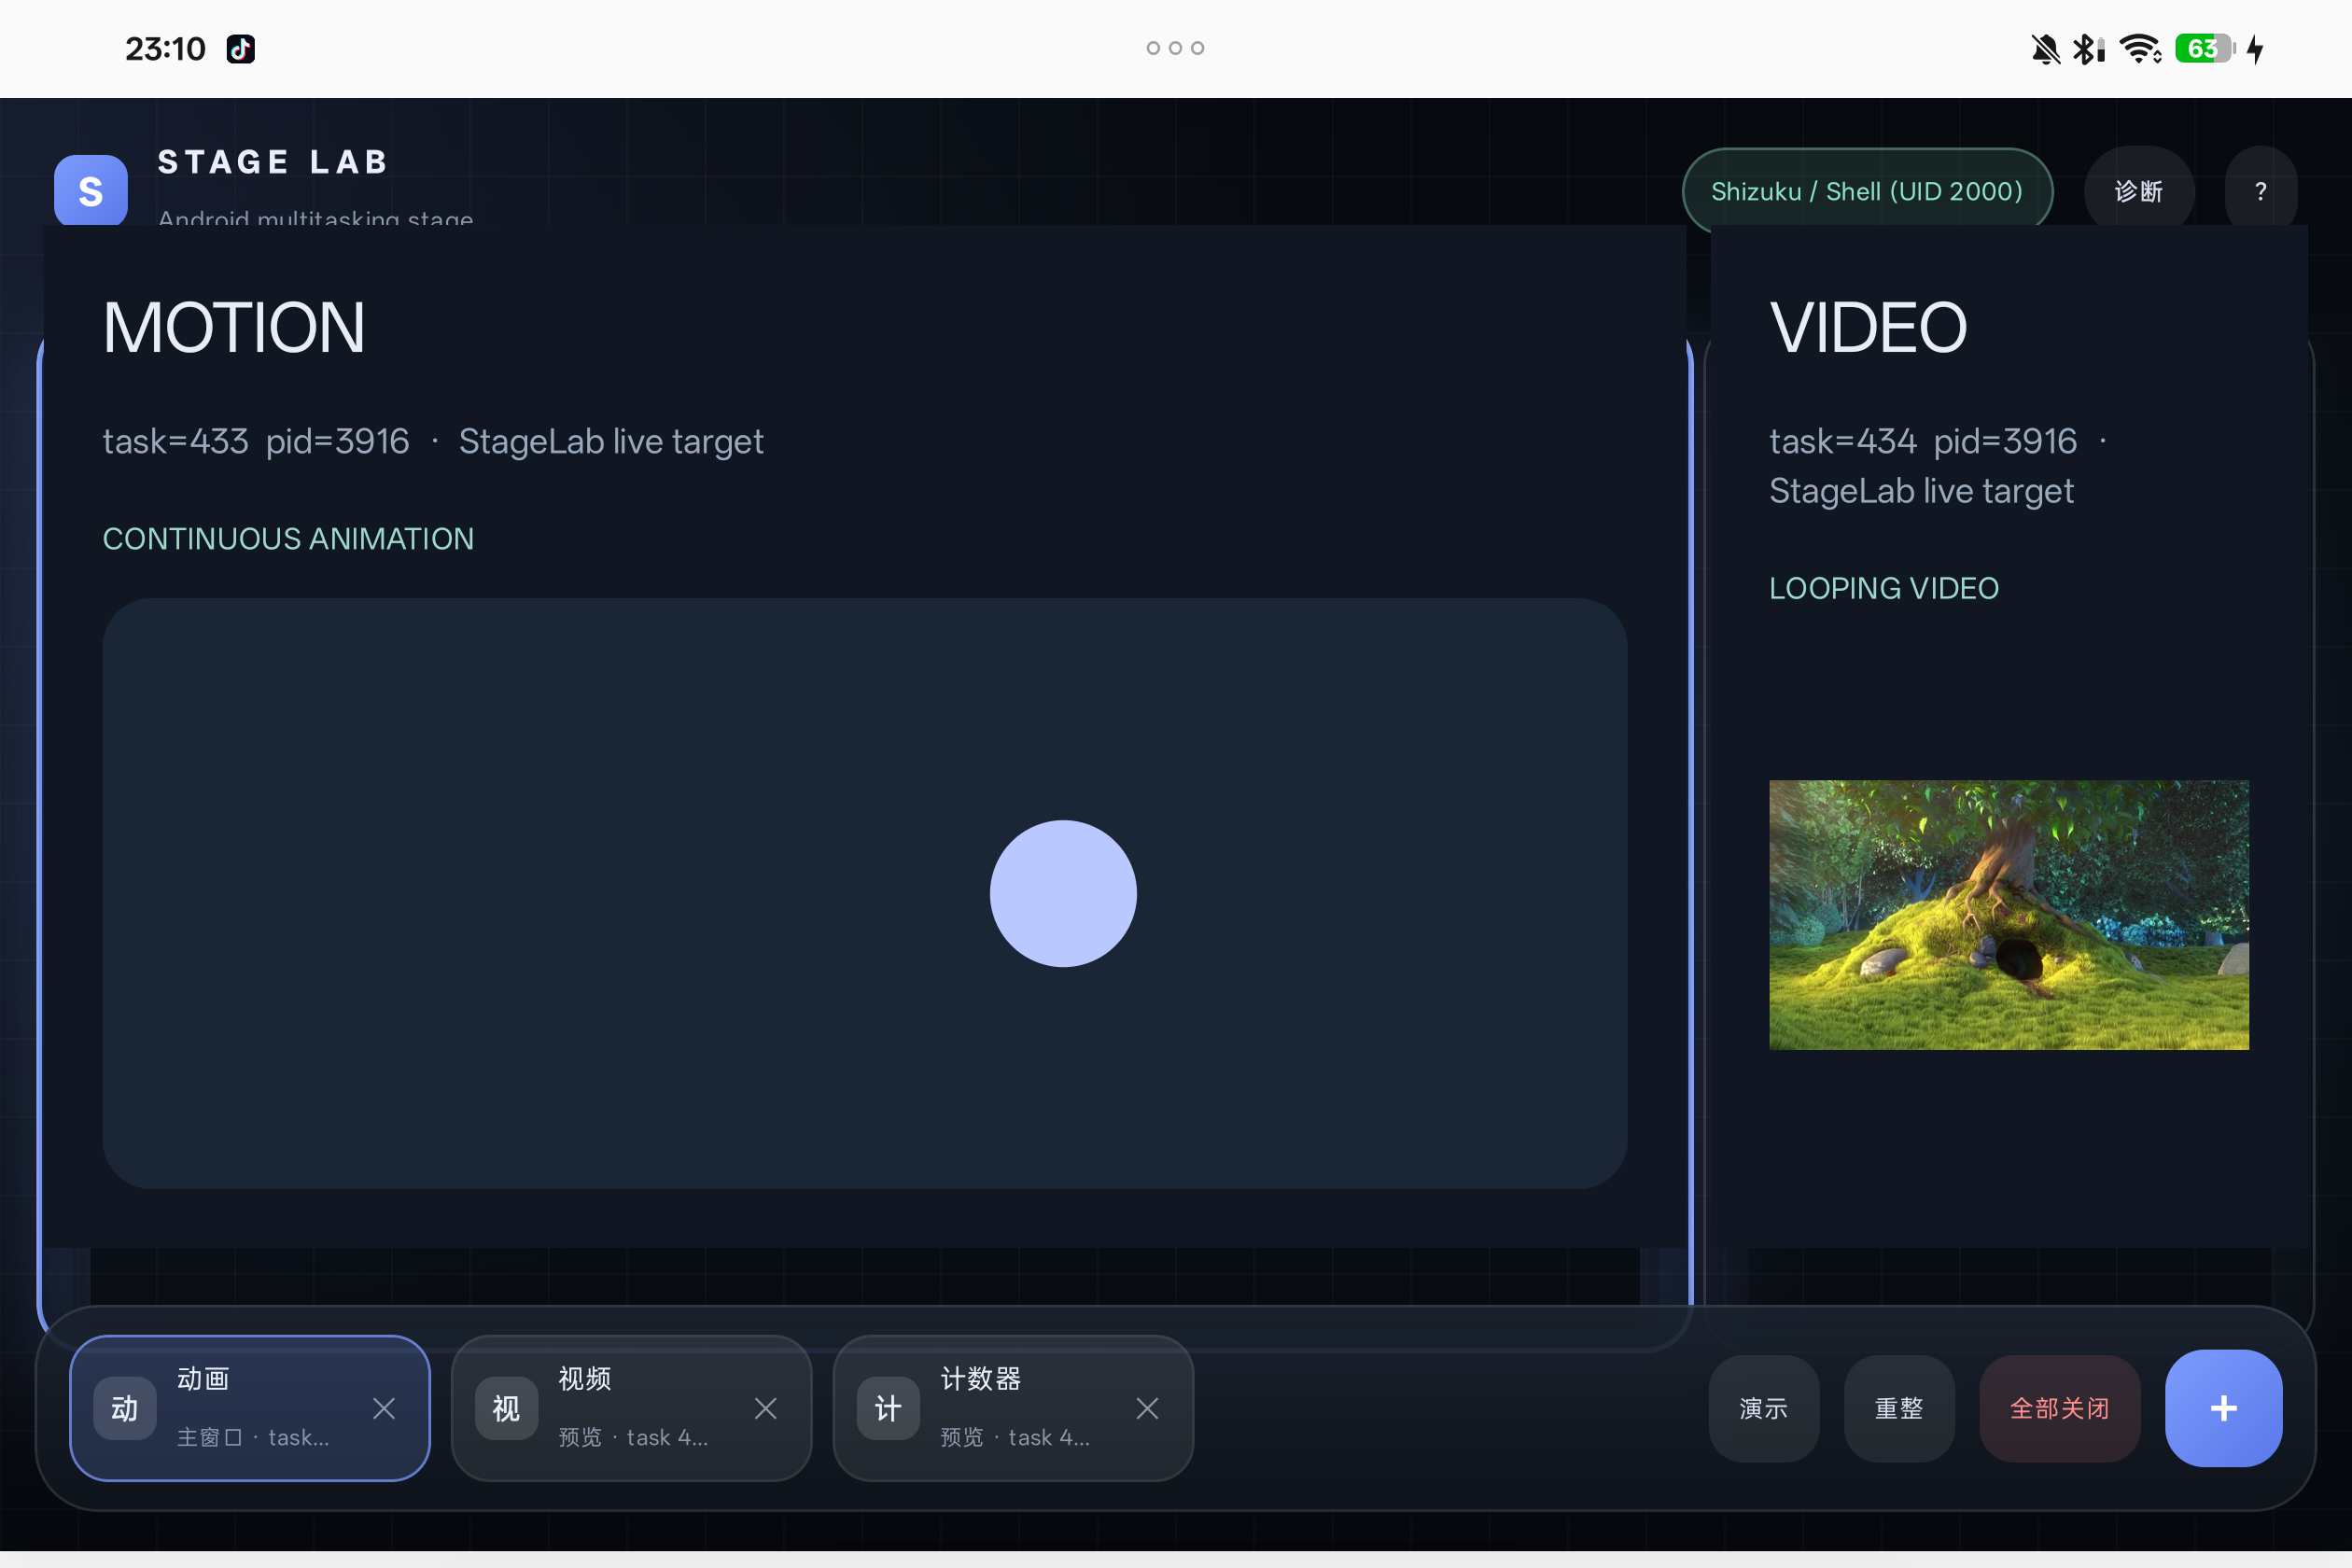 23:10
63
S
STAGE LAB
Android multitasking stage
Shizuku / Shell (UID 2000)
诊断
?
MOTION
task=433 pid=3916 · StageLab live target
CONTINUOUS ANIMATION
VIDEO
task=434 pid=3916 ·
StageLab live target
LOOPING VIDEO
动
动画
主窗口 · task...
视
视频
预览 · task 4...
计
计数器
预览 · task 4...
演示
重整
全部关闭
+